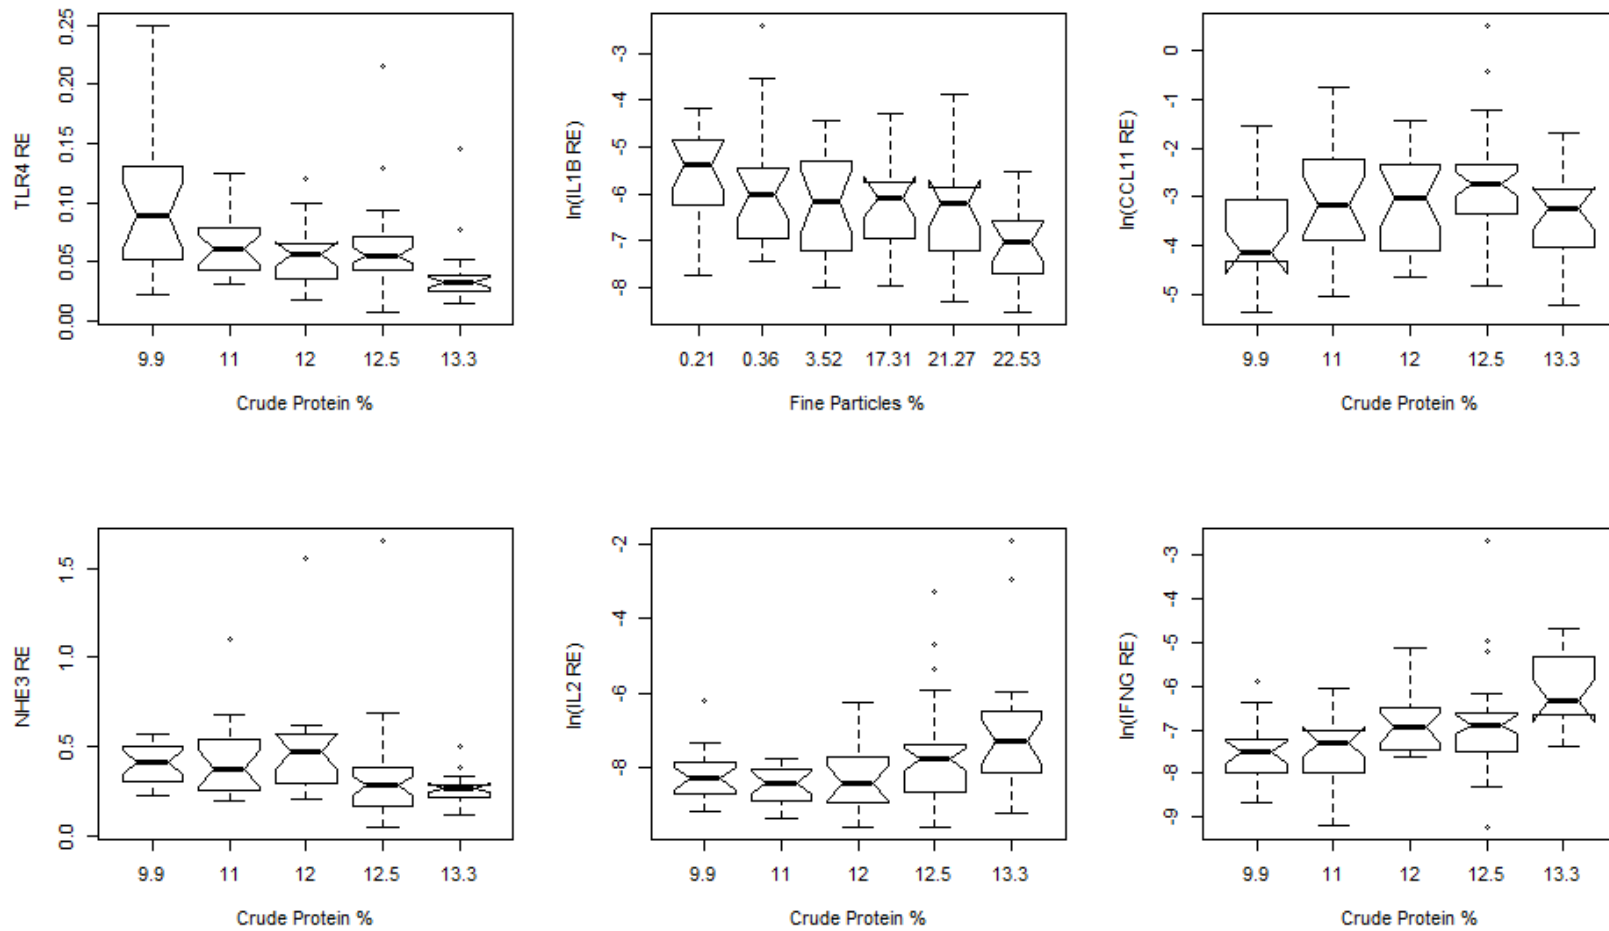 TLR4 RE
0.00 0.05 0.10 0.15 0.20 0.25
9.9 11 12 12.5 13.3
Crude Protein %
ln(IL1B RE)
-8 -7 -6 -5 -4 -3
0.21 0.36 3.52 17.31 21.27 22.53
Fine Particles %
ln(CCL11 RE)
-5 -4 -3 -2 -1 0
9.9 11 12 12.5 13.3
Crude Protein %
NHE3 RE
0.0 0.5 1.0 1.5
9.9 11 12 12.5 13.3
Crude Protein %
ln(IL2 RE)
-8 -6 -4 -2
9.9 11 12 12.5 13.3
Crude Protein %
ln(IFNG RE)
-9 -8 -7 -6 -5 -4 -3
9.9 11 12 12.5 13.3
Crude Protein %